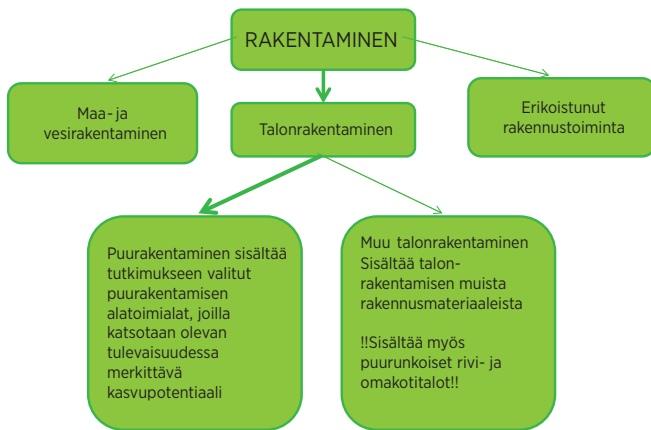 RAKENTAMINEN
Maa- ja
vesirakentaminen
Talonrakentaminen
Erikoistunut
rakennustoiminta
Puurakentaminen sisältää
tutkimukseen valitut
puurakentamisen
alatoimialat, joilla
katsotaan olevan
tulevaisuudessa
merkittävä
kasvupotentiaali
Muu talonrakentaminen
Sisältää talon-
rakentamisen muista
rakennusmateriaaleista
!!Sisältää myös
puurunkoiset rivi- ja
omakotitalot!!